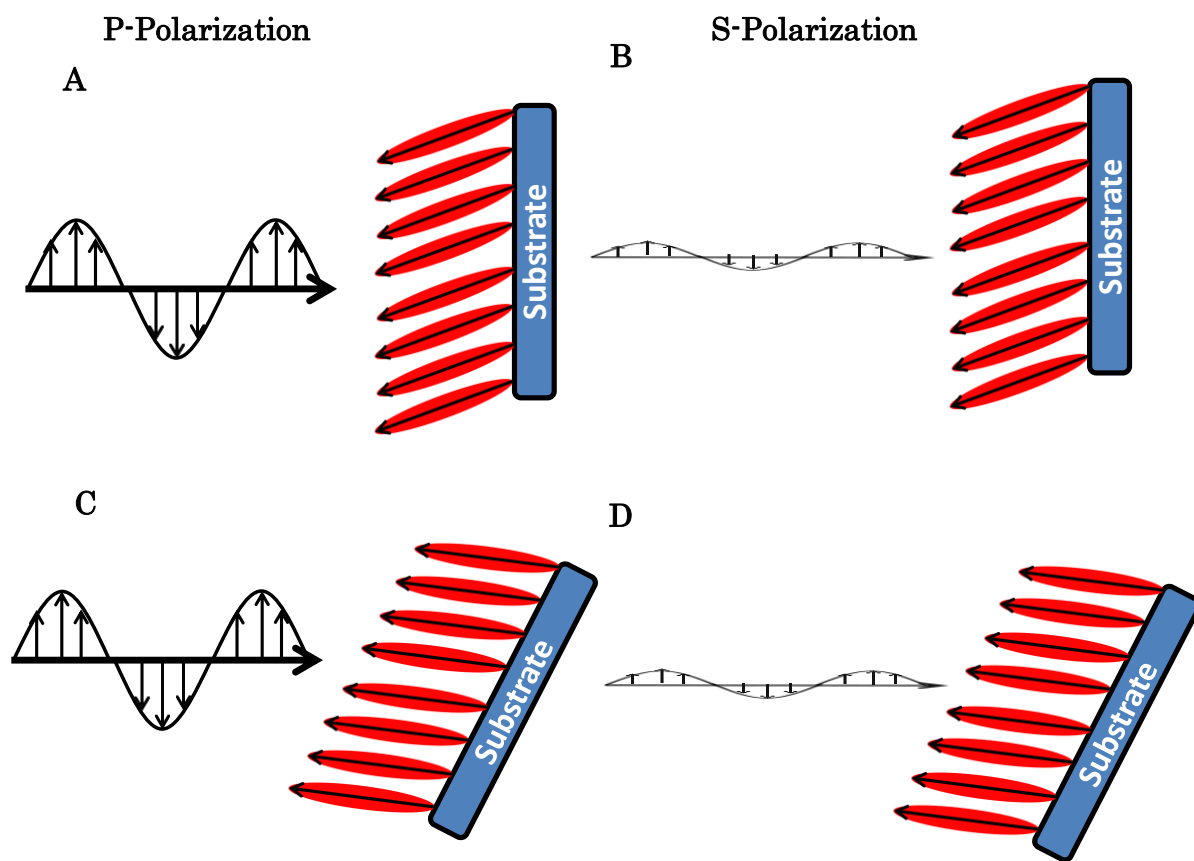 P-Polarization
S-Polarization
A
B
Substrate
Substrate
C
D
Substrate
Substrate